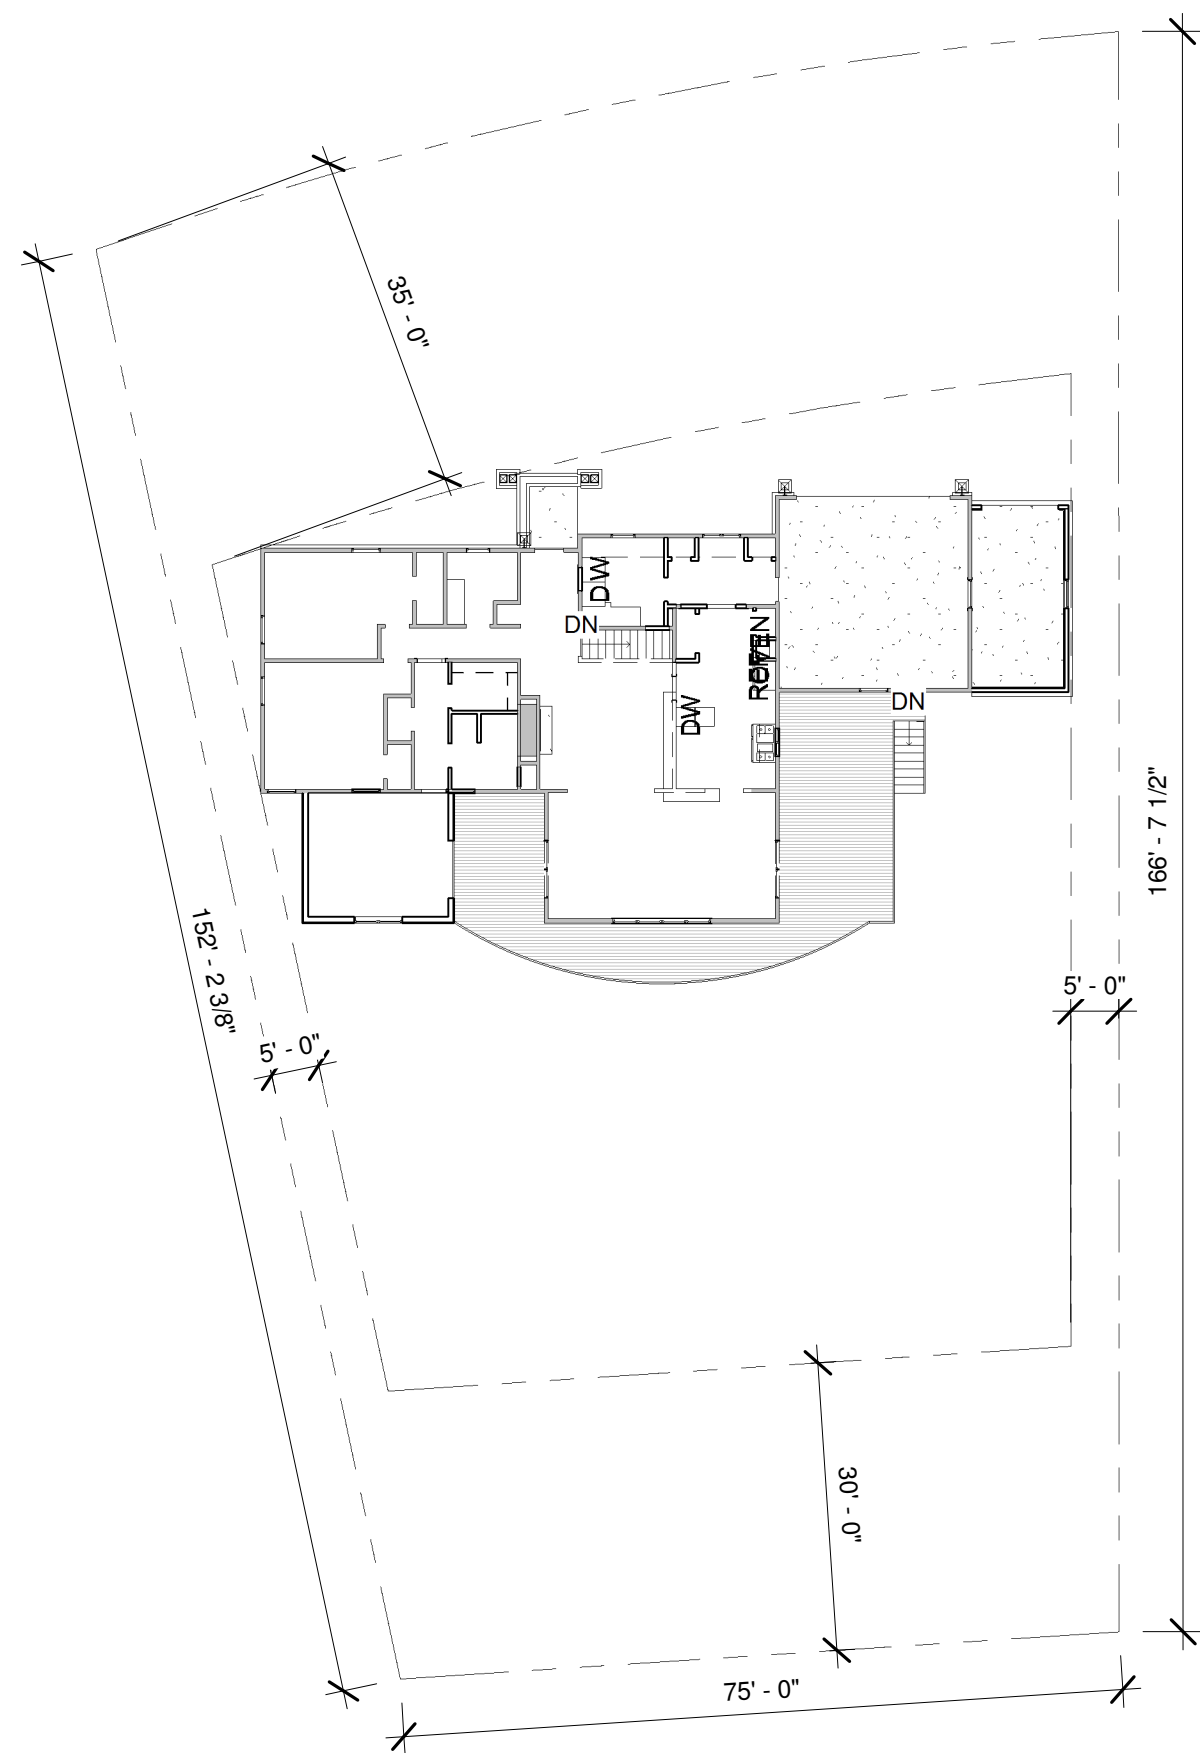 35' - 0"
DW
DN
DW
DN
166' - 7 1/2"
152' - 2 3/8"
5' - 0"
5' - 0"
30' - 0"
75' - 0"